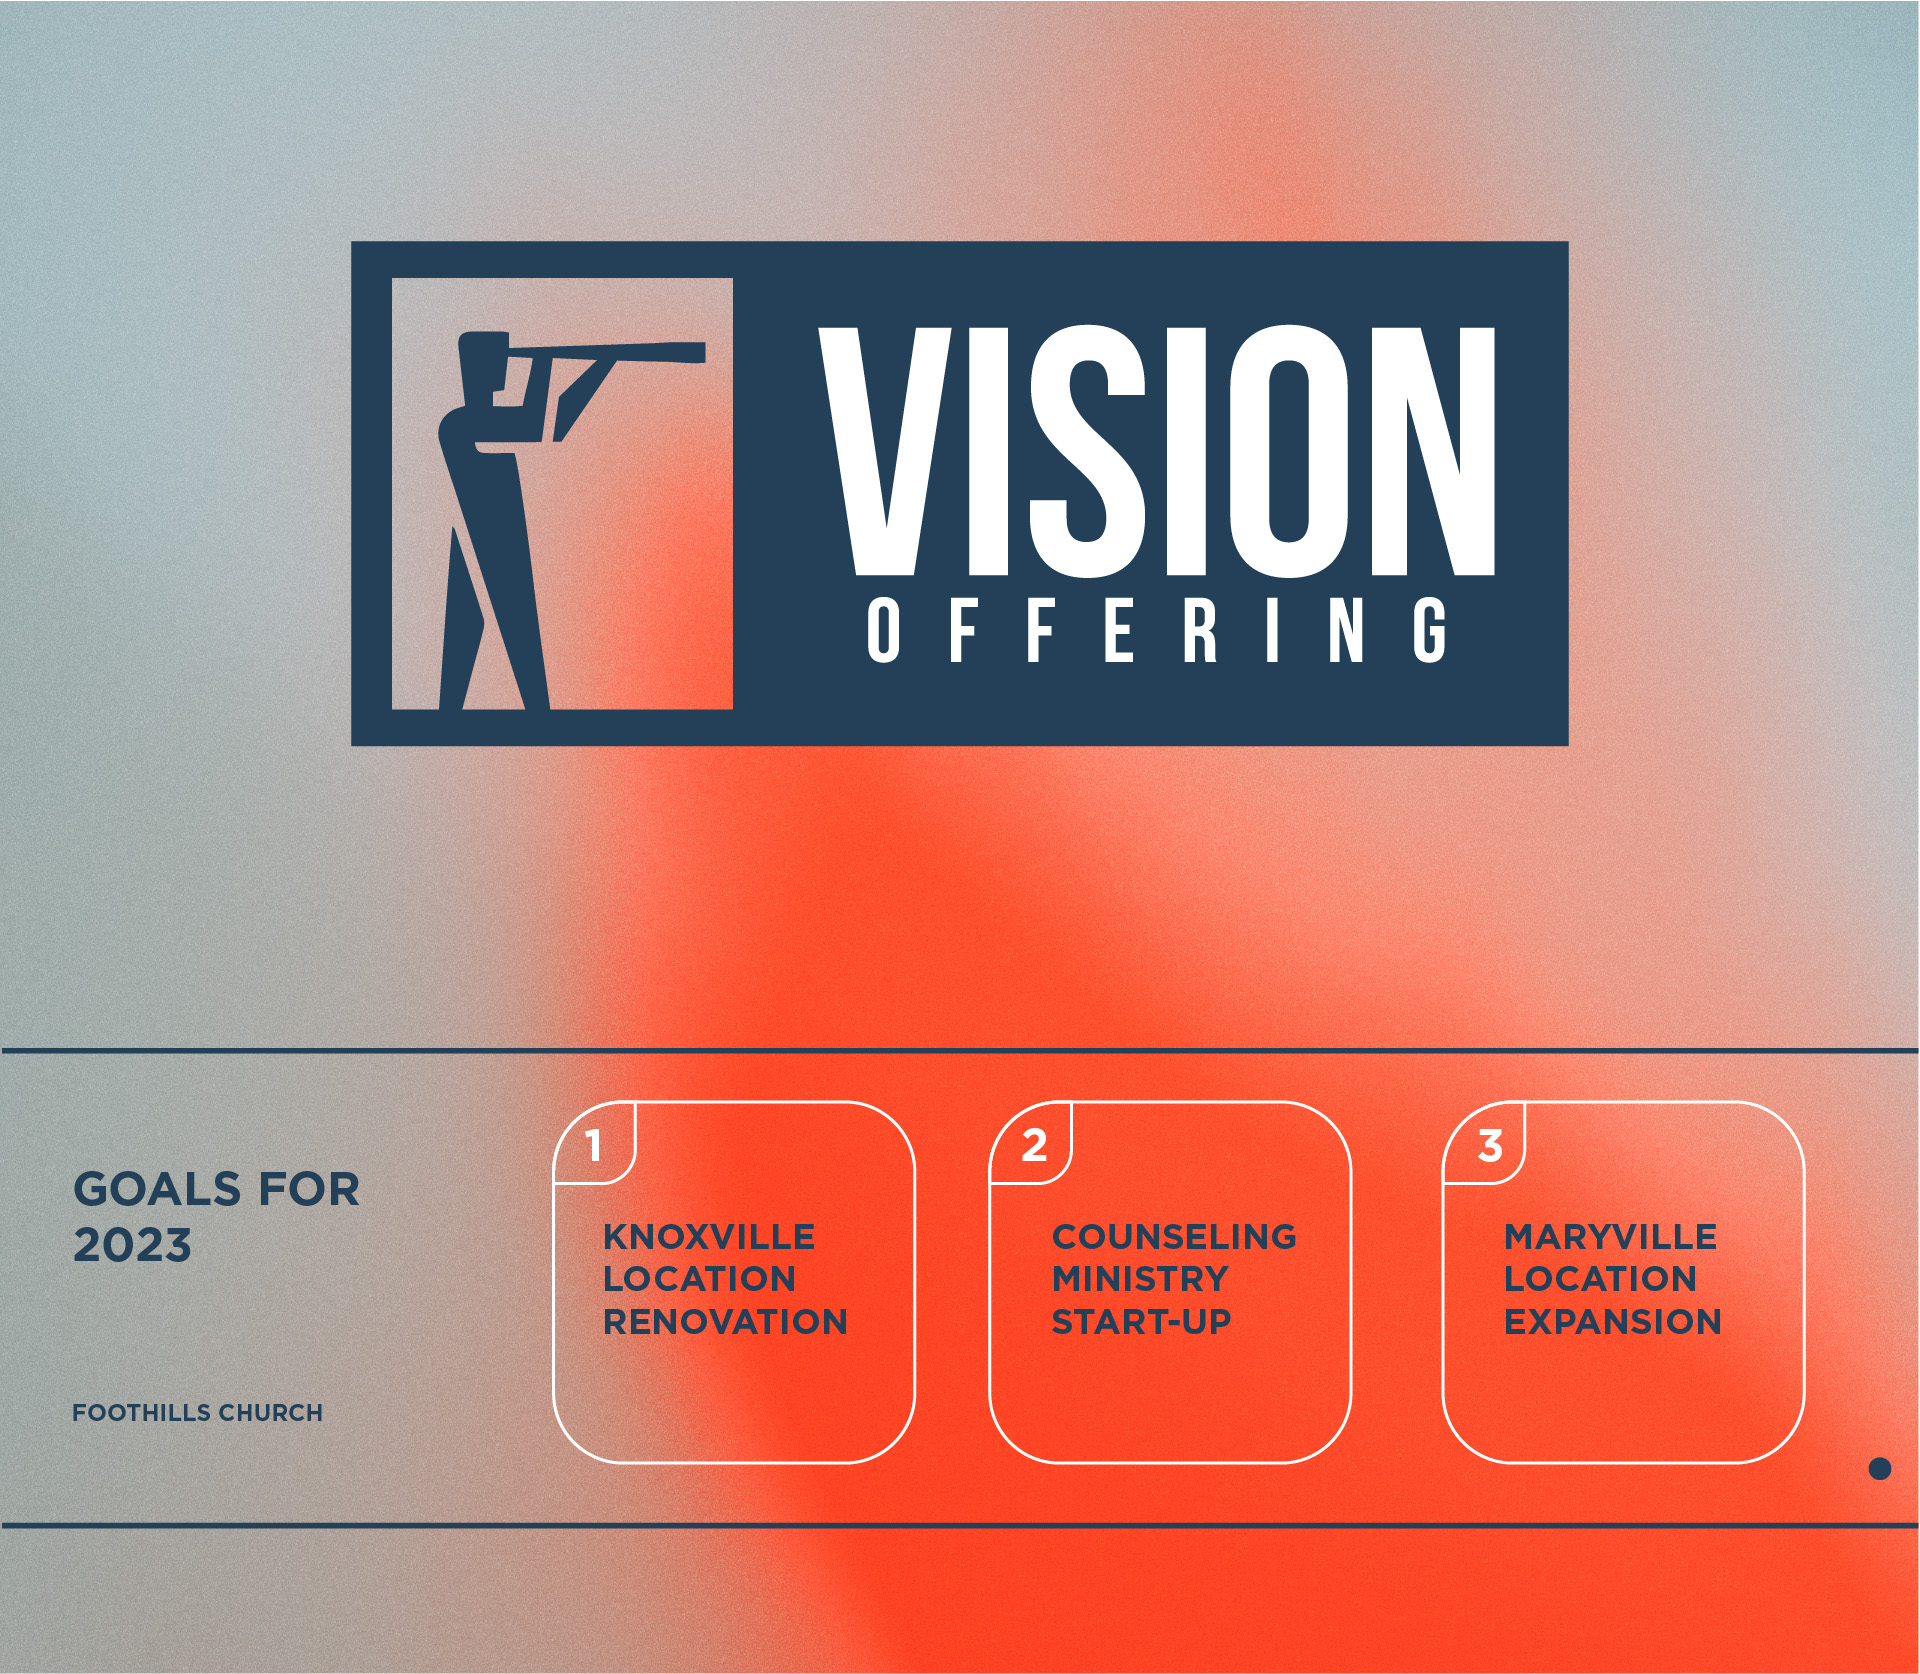 VISION
OFFERING
GOALS FOR
2023
FOOTHILLS CHURCH
1
KNOXVILLE
LOCATION
RENOVATION
2
COUNSELING
MINISTRY
START-UP
3
MARYVILLE
LOCATION
EXPANSION